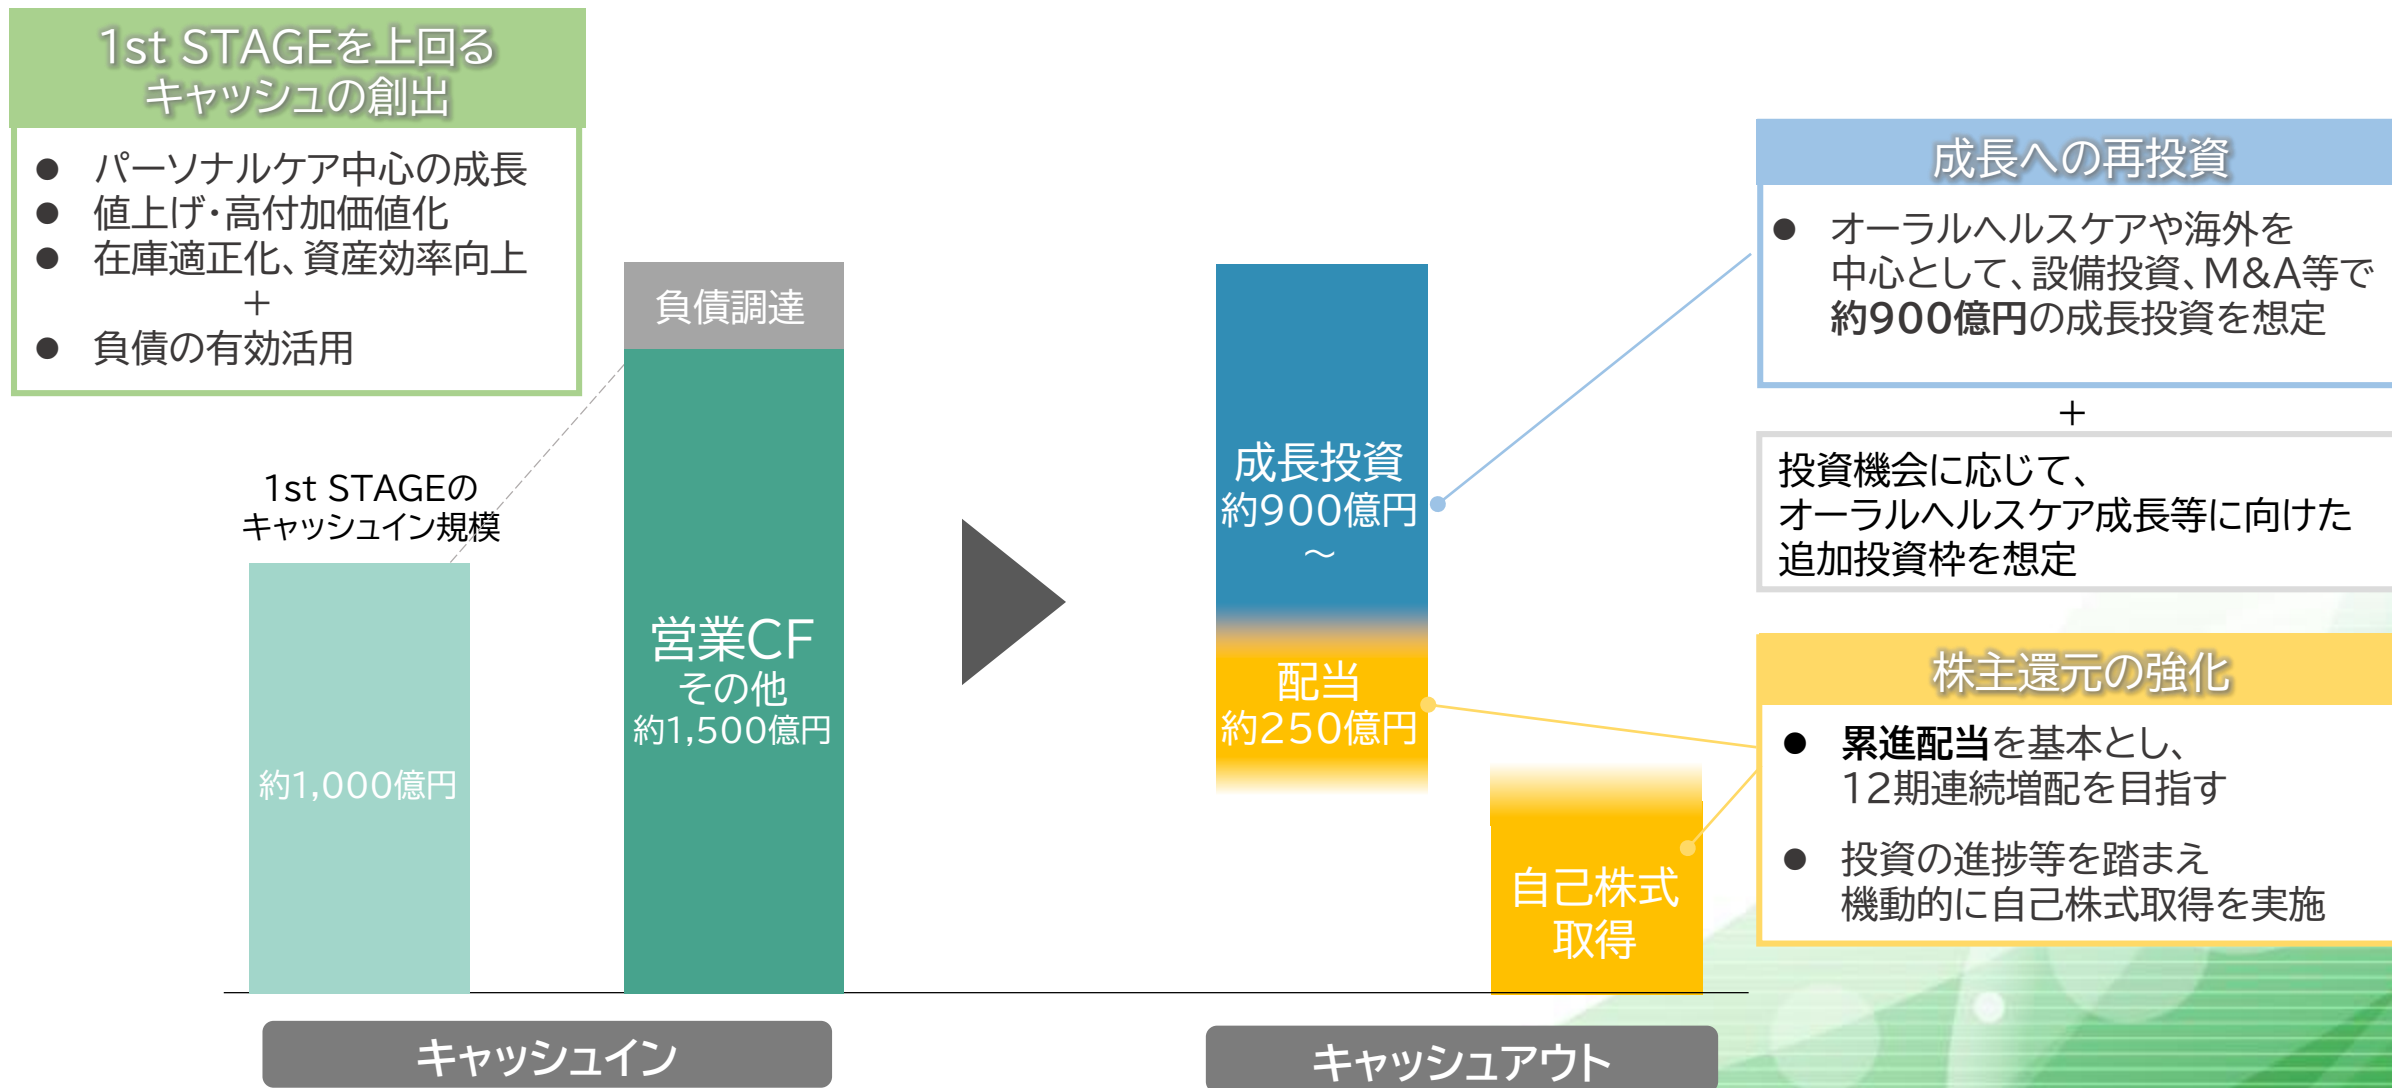 1st STAGEを上回る
キャッシュの創出
● パーソナルケア中心の成長
● 値上げ・高付加価値化
● 在庫適正化、資産効率向上
＋
● 負債の有効活用
1st STAGEの
キャッシュイン規模
約1,000億円
負債調達
営業CF
その他
約1,500億円
キャッシュイン
成長投資
約900億円
～
配当
約250億円
自己株式
取得
キャッシュアウト
成長への再投資
● オーラルヘルスケアや海外を
中心として、設備投資、M&A等で
約900億円の成長投資を想定
＋
投資機会に応じて、
オーラルヘルスケア成長等に向けた
追加投資枠を想定
株主還元の強化
● 累進配当を基本とし、
12期連続増配を目指す
● 投資の進捗等を踏まえ
機動的に自己株式取得を実施